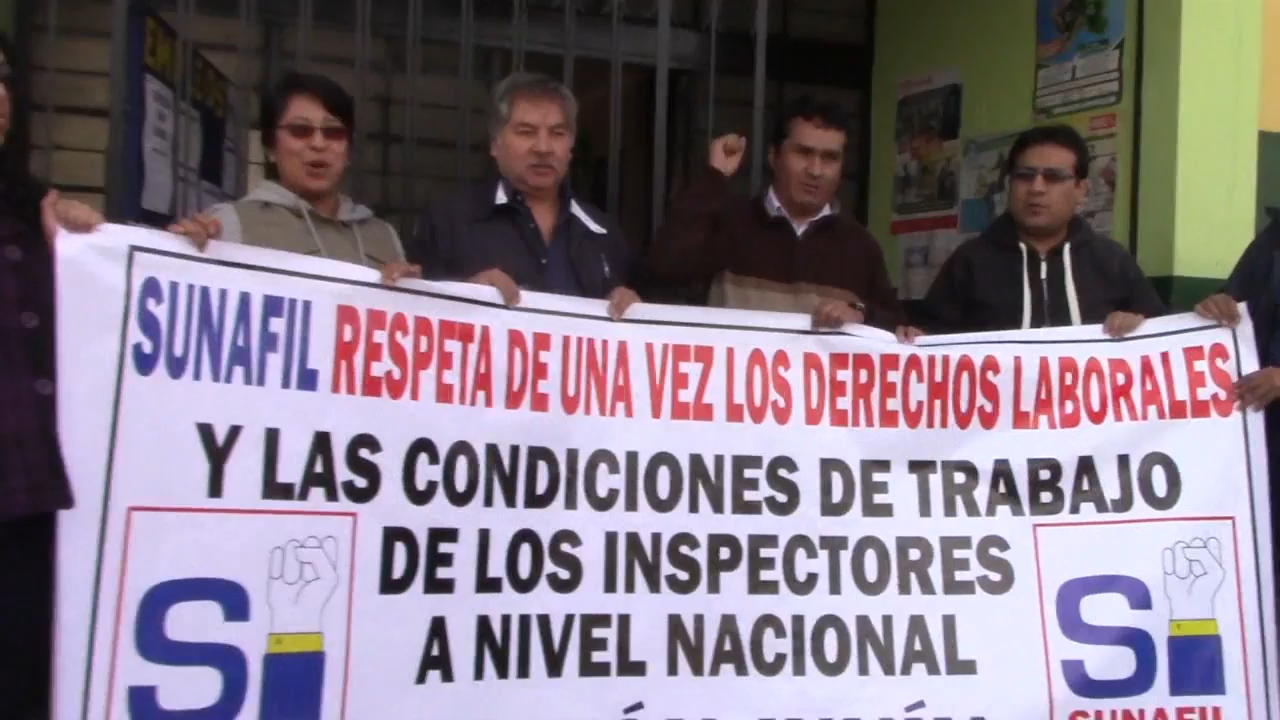 SUNAFIL RESPETA DE UNA VEZ LOS DERECHOS LABORALES
Y LAS CONDICIONES DE TRABAJO
DE LOS INSPECTORES
A NIVEL NACIONAL
SI
SI
SUNAFIL